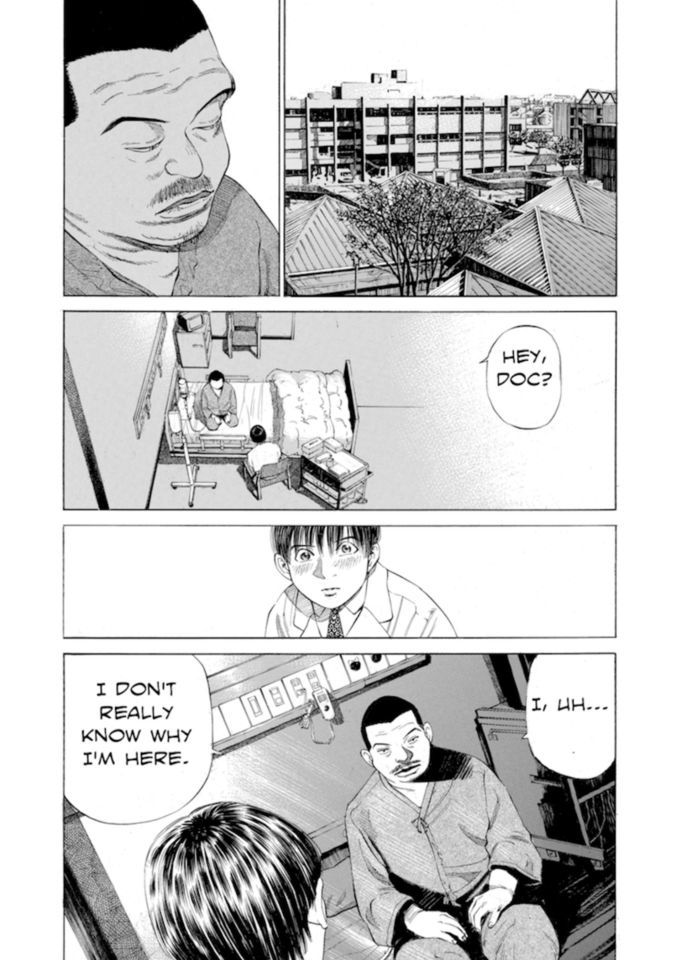 HEY,
DOC?
I, UH...
I DON'T
REALLY
KNOW WHY
I'M HERE.